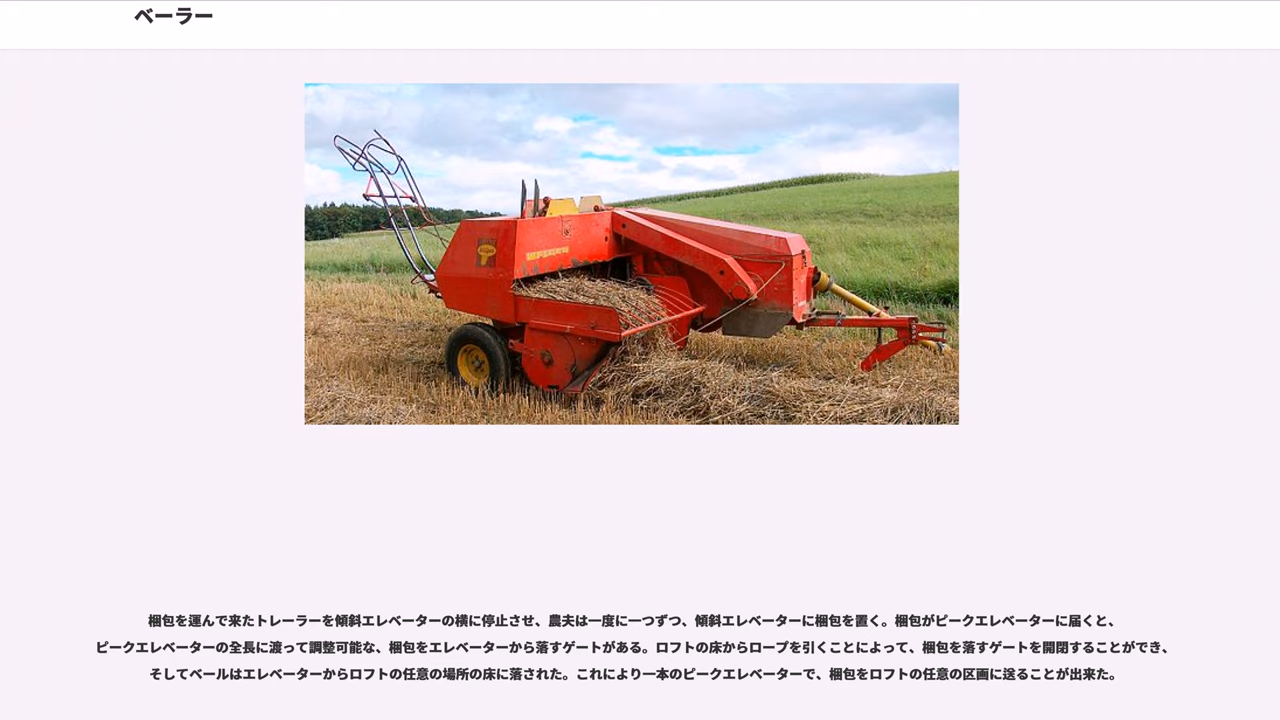 ベーラー
梱包を運んで来たトレーラーを傾斜エレベーターの横に停止させ、農夫は一度に一つずつ、傾斜エレベーターに梱包を置く。梱包がピークエレベーターに届くと、
ピークエレベーターの全長に渡って調整可能な、梱包をエレベーターから落すゲートがある。ロフトの床からロープを引くことによって、梱包を落すゲートを開閉することができ、
そしてベールはエレベーターからロフトの任意の場所の床に落された。これにより一本のピークエレベーターで、梱包をロフトの任意の区画に送ることが出来た。